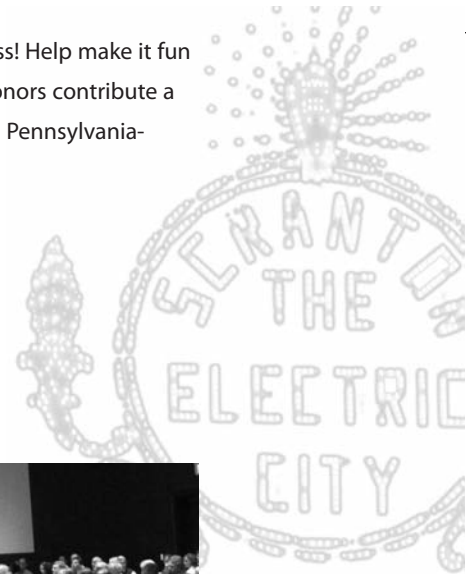 ss! Help make it fun
onors contribute a
Pennsylvania-
SCRANTON
THE
ELECTRIC
CITY